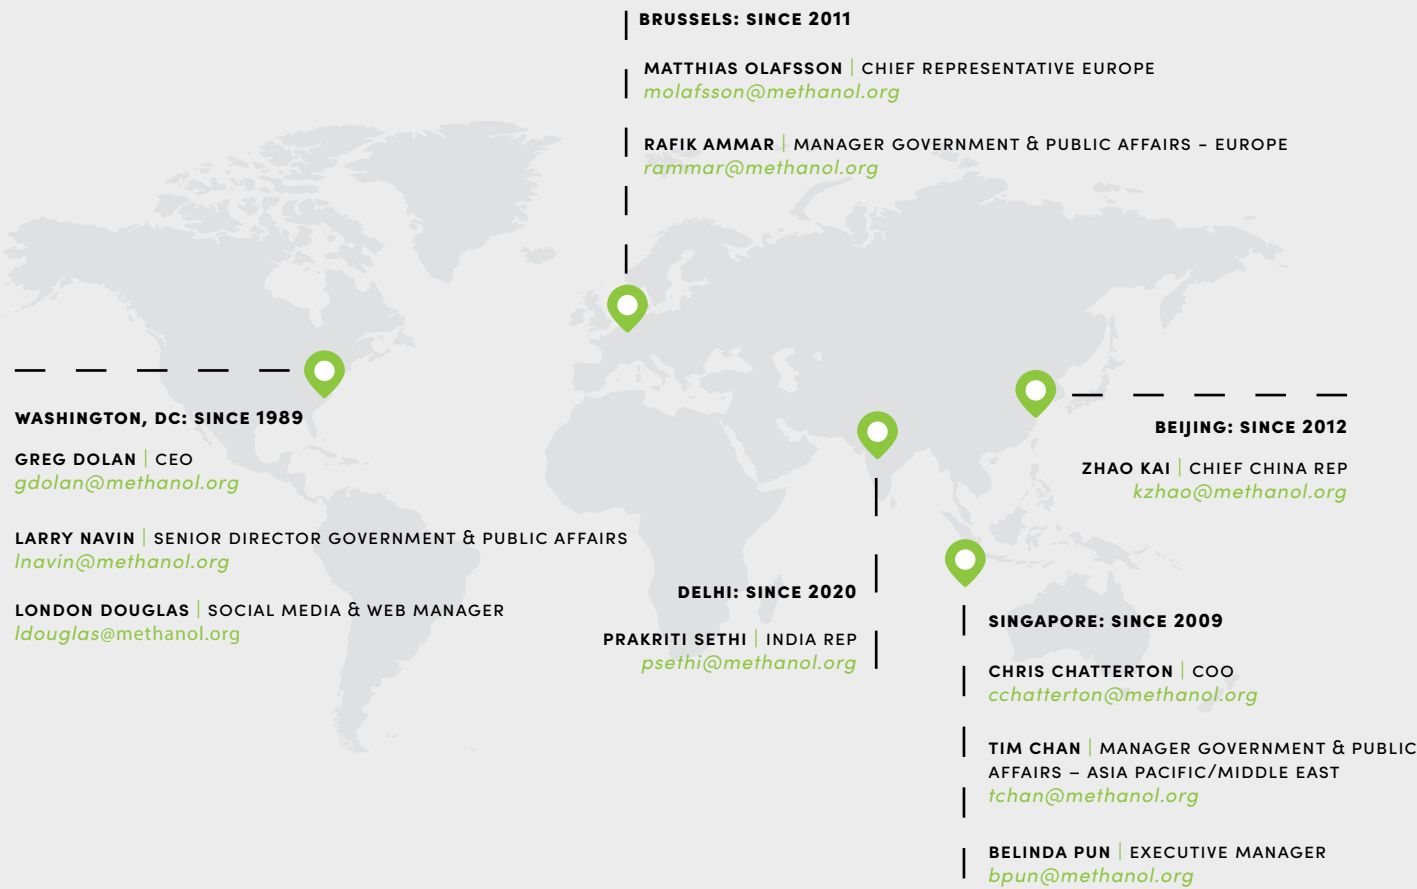 BRUSSELS: SINCE 2011
MATTHIAS OLAFSSON | CHIEF REPRESENTATIVE EUROPE
molafsson@methanol.org
RAFIK AMMAR | MANAGER GOVERNMENT & PUBLIC AFFAIRS - EUROPE
rammar@methanol.org
WASHINGTON, DC: SINCE 1989
GREG DOLAN | CEO
gdolan@methanol.org
LARRY NAVIN | SENIOR DIRECTOR GOVERNMENT & PUBLIC AFFAIRS
lnavin@methanol.org
LONDON DOUGLAS | SOCIAL MEDIA & WEB MANAGER
ldouglas@methanol.org
DELHI: SINCE 2020
PRAKRITI SETHI | INDIA REP
psethi@methanol.org
BEIJING: SINCE 2012
ZHAO KAI | CHIEF CHINA REP
kzhao@methanol.org
SINGAPORE: SINCE 2009
CHRIS CHATTERTON | COO
cchatterton@methanol.org
TIM CHAN | MANAGER GOVERNMENT & PUBLIC
AFFAIRS – ASIA PACIFIC/MIDDLE EAST
tchan@methanol.org
BELINDA PUN | EXECUTIVE MANAGER
bpun@methanol.org